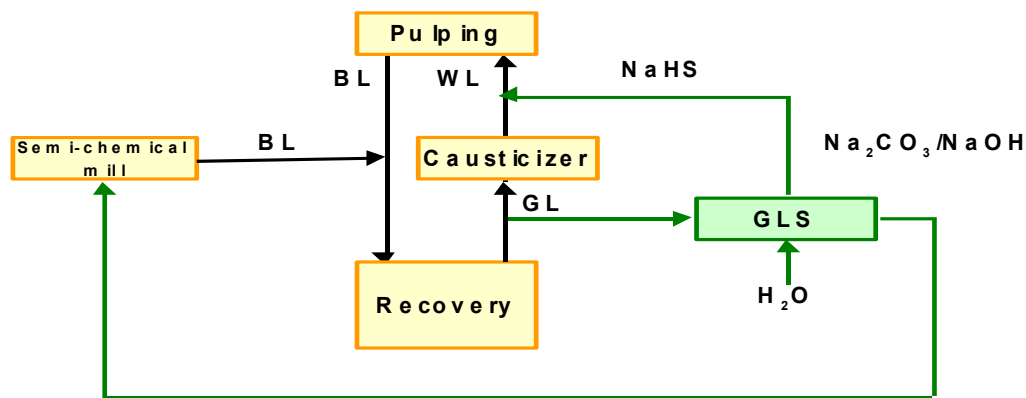 Pulping
BL
WL
NaHS
Semi-chemical
mill
BL
Causticizer
Na₂CO₃/NaOH
GL
GLS
Recovery
H₂O